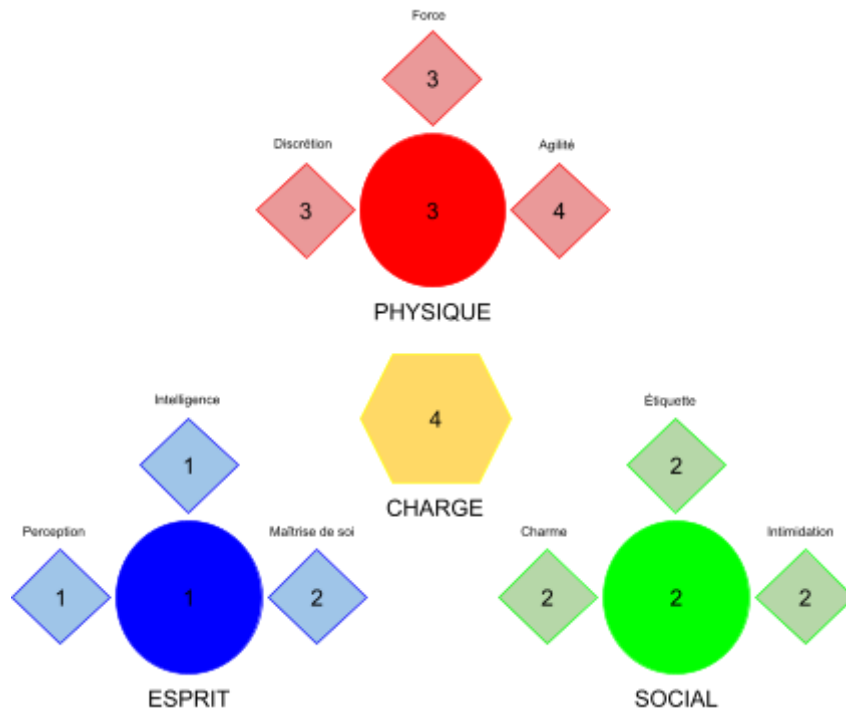 Force
3
Discrétion
Agilité
3
3
4
PHYSIQUE
Intelligence
Étiquette
4
1
2
CHARGE
Perception
Maîtrise de soi
Charme
Intimidation
1
1
2
2
2
2
ESPRIT
SOCIAL